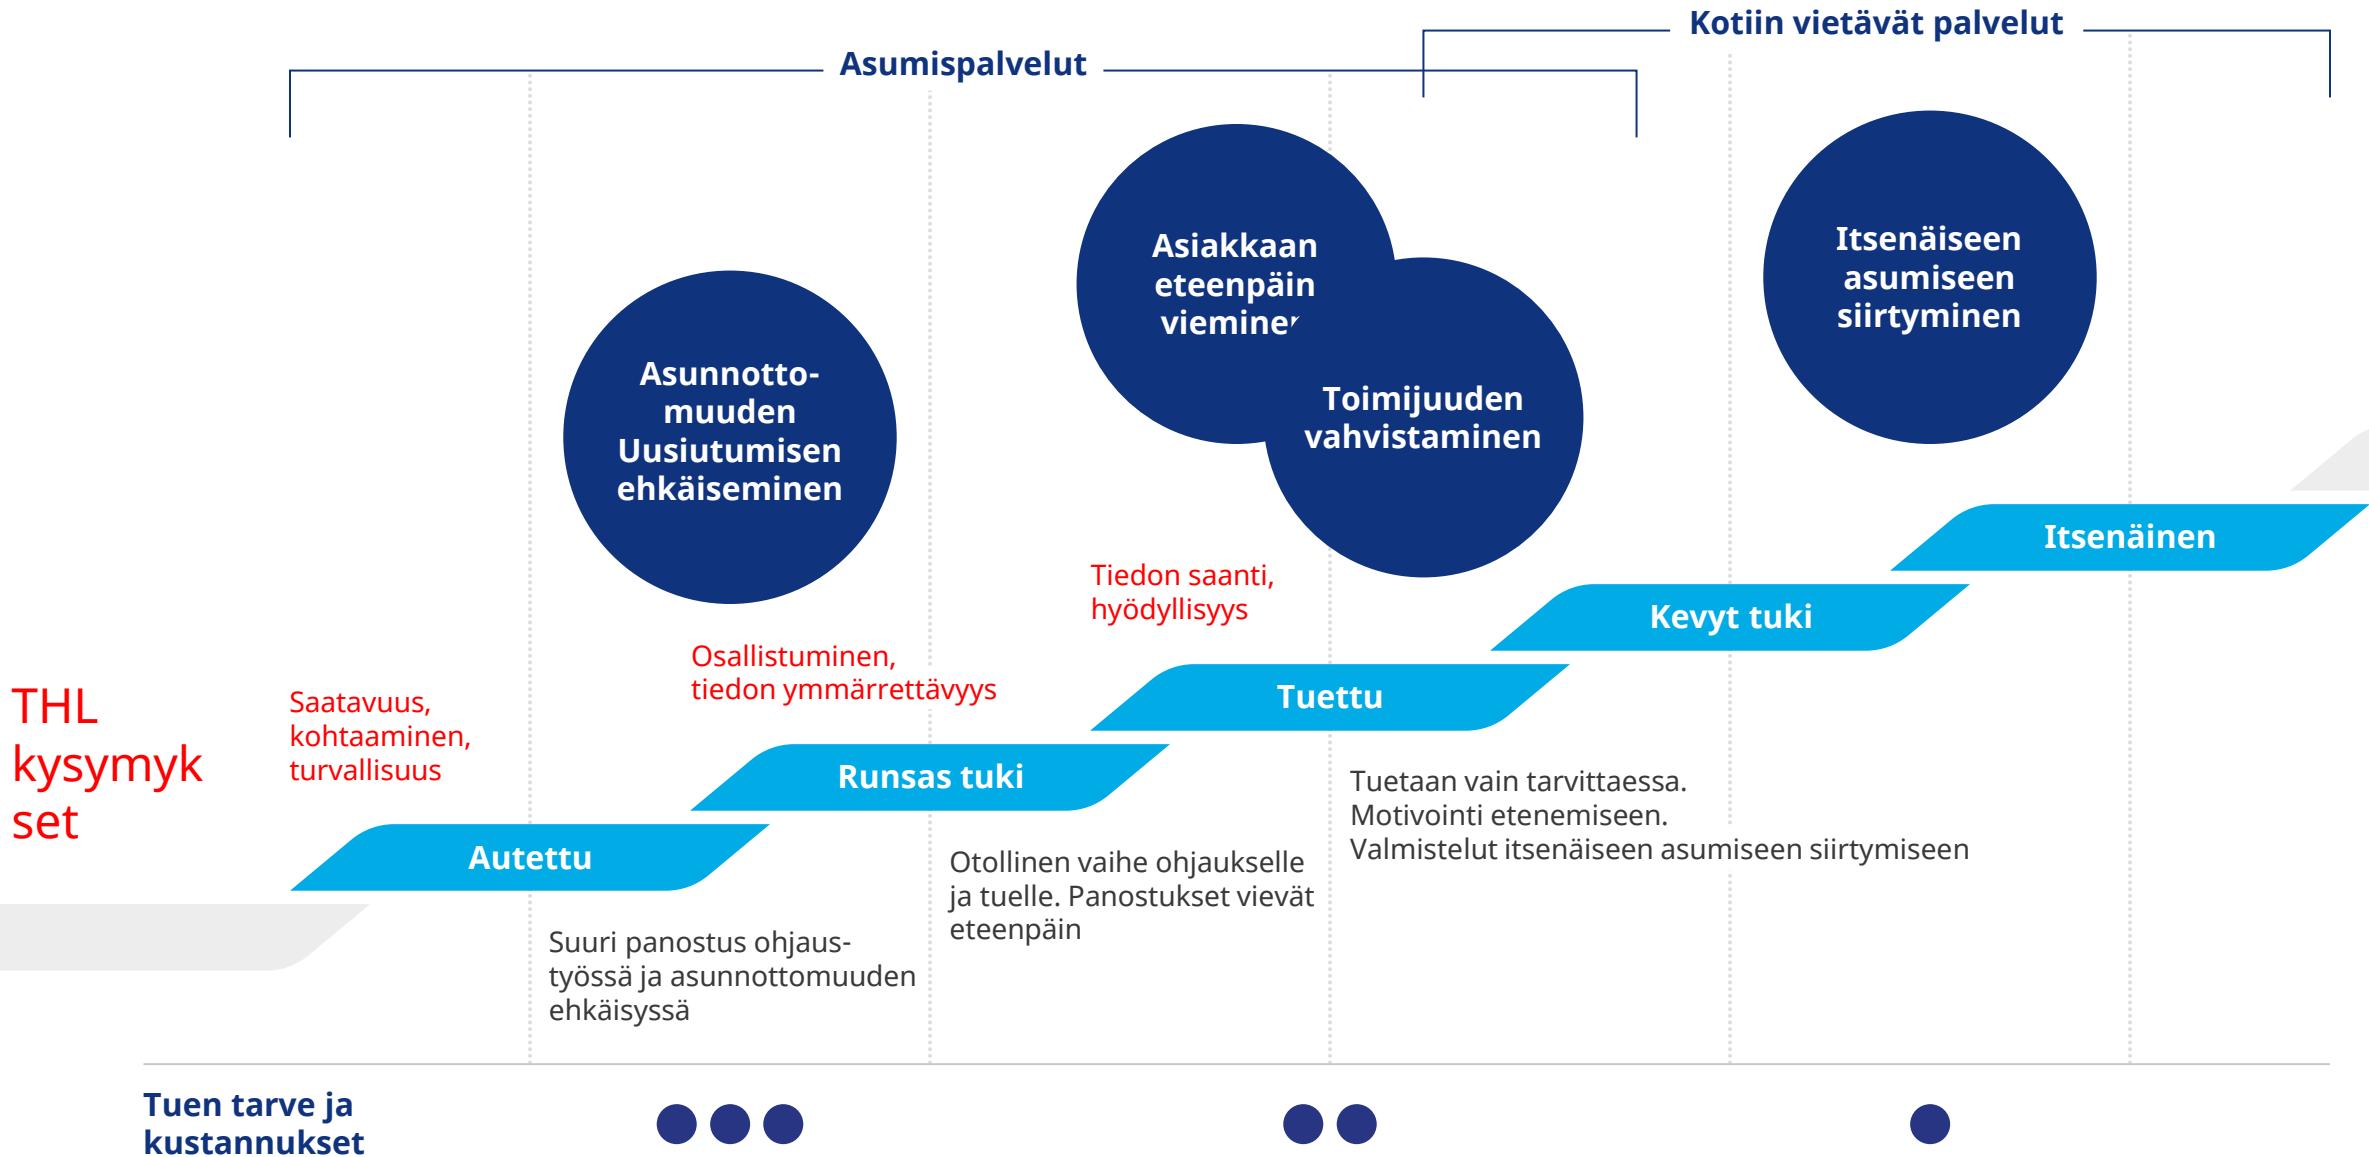 Kotiin vietävät palvelut
Asumispalvelut
Asunnotto-
muuden
Uusiutumisen
ehkäiseminen
Asiakkaan
eteenpäin
vieminen
Toimijuuden
vahvistaminen
Itsenäiseen
asumiseen
siirtyminen
THL
kysymyk
set
Saatavuus,
kohtaaminen,
turvallisuus
Osallistuminen,
tiedon ymmärrettävyys
Tiedon saanti,
hyödyllisyys
Autettu
Runsas tuki
Tuettu
Kevyt tuki
Itsenäinen
Suuri panostus ohjaus-
työssä ja asunnottomuuden
ehkäisyssä
Otollinen vaihe ohjaukselle
ja tuelle. Panostukset vievät
eteenpäin
Tuetaan vain tarvittaessa.
Motivointi etenemiseen.
Valmistelut itsenäiseen asumiseen siirtymiseen
Tuen tarve ja
kustannukset